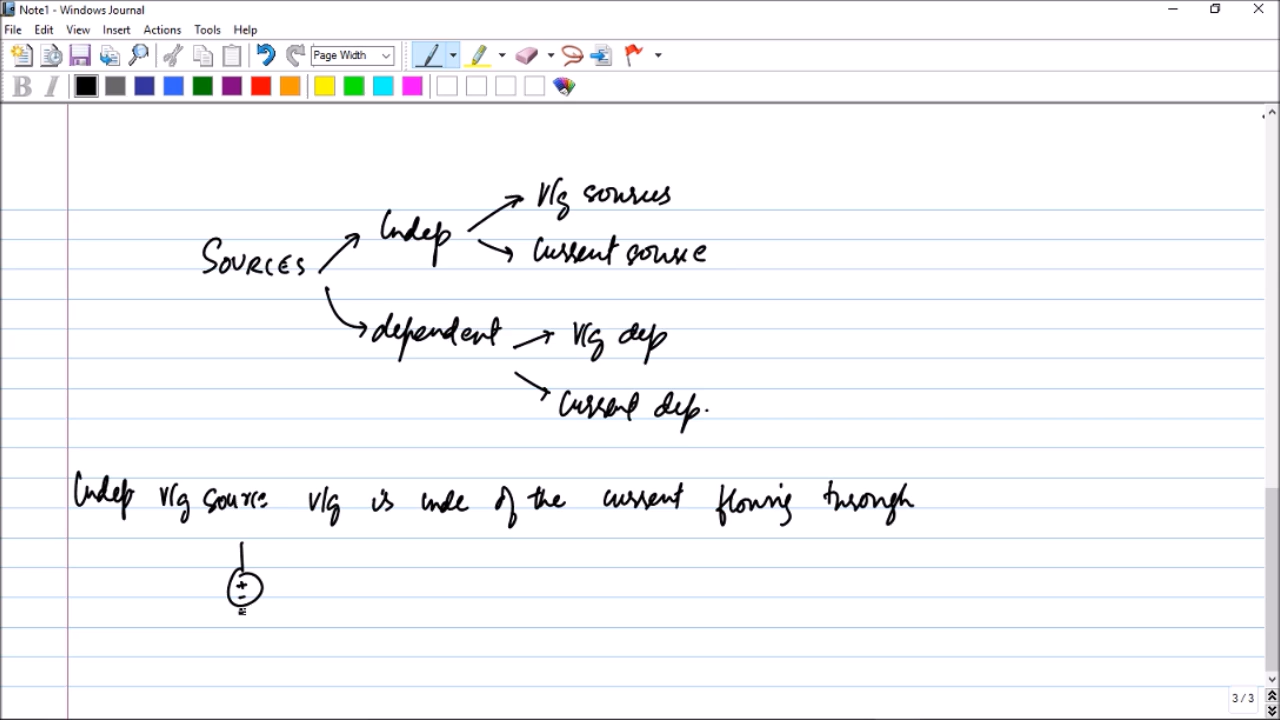 Note1 - Windows Journal
File Edit View Insert Actions Tools Help
Page Width
B I
V/g sources
Indep
Current source
SOURCES
dependent
V/g dep
Current dep.
Indep V/g source V/g is inde of the current flowing through
+
-
3 / 3